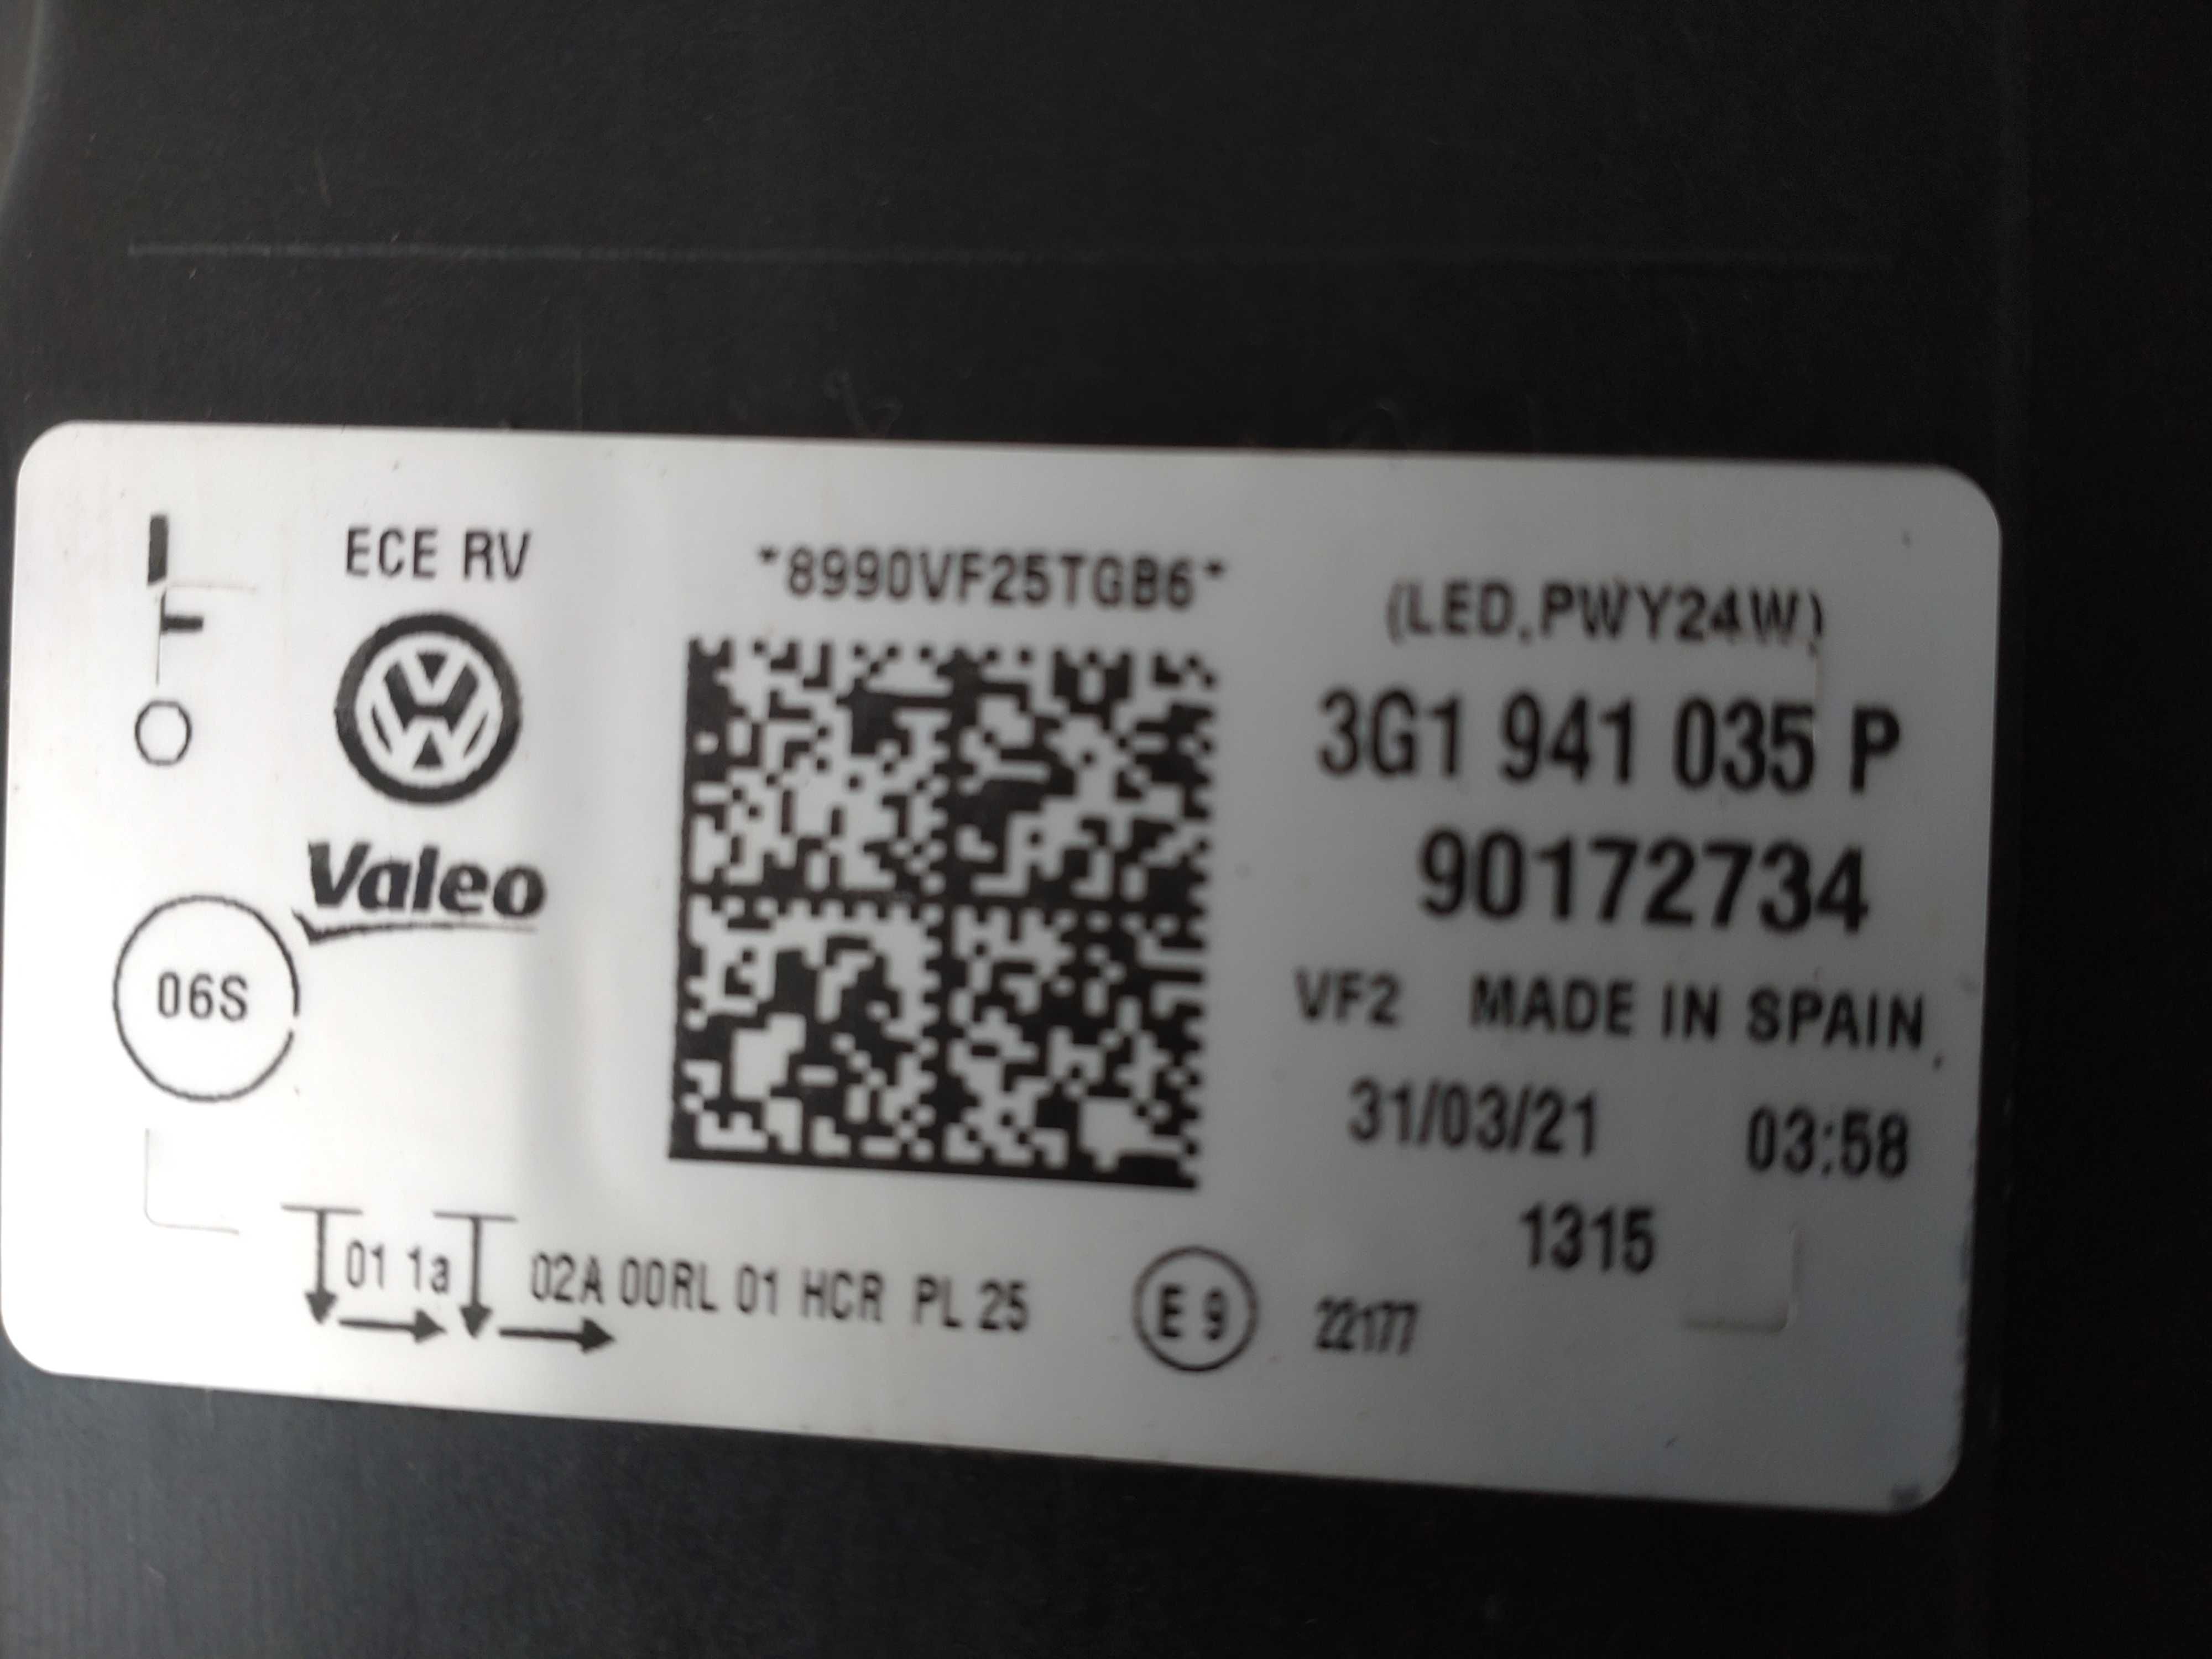 ECE RV
*8990VF25TGB6*
(LED,PWY24W)
3G1 941 035 P
90172734
Valeo
06S
VF2 MADE IN SPAIN
31/03/21 03:58
1315
01 1a 02A 00RL 01 HCR PL 25 E 9 22177